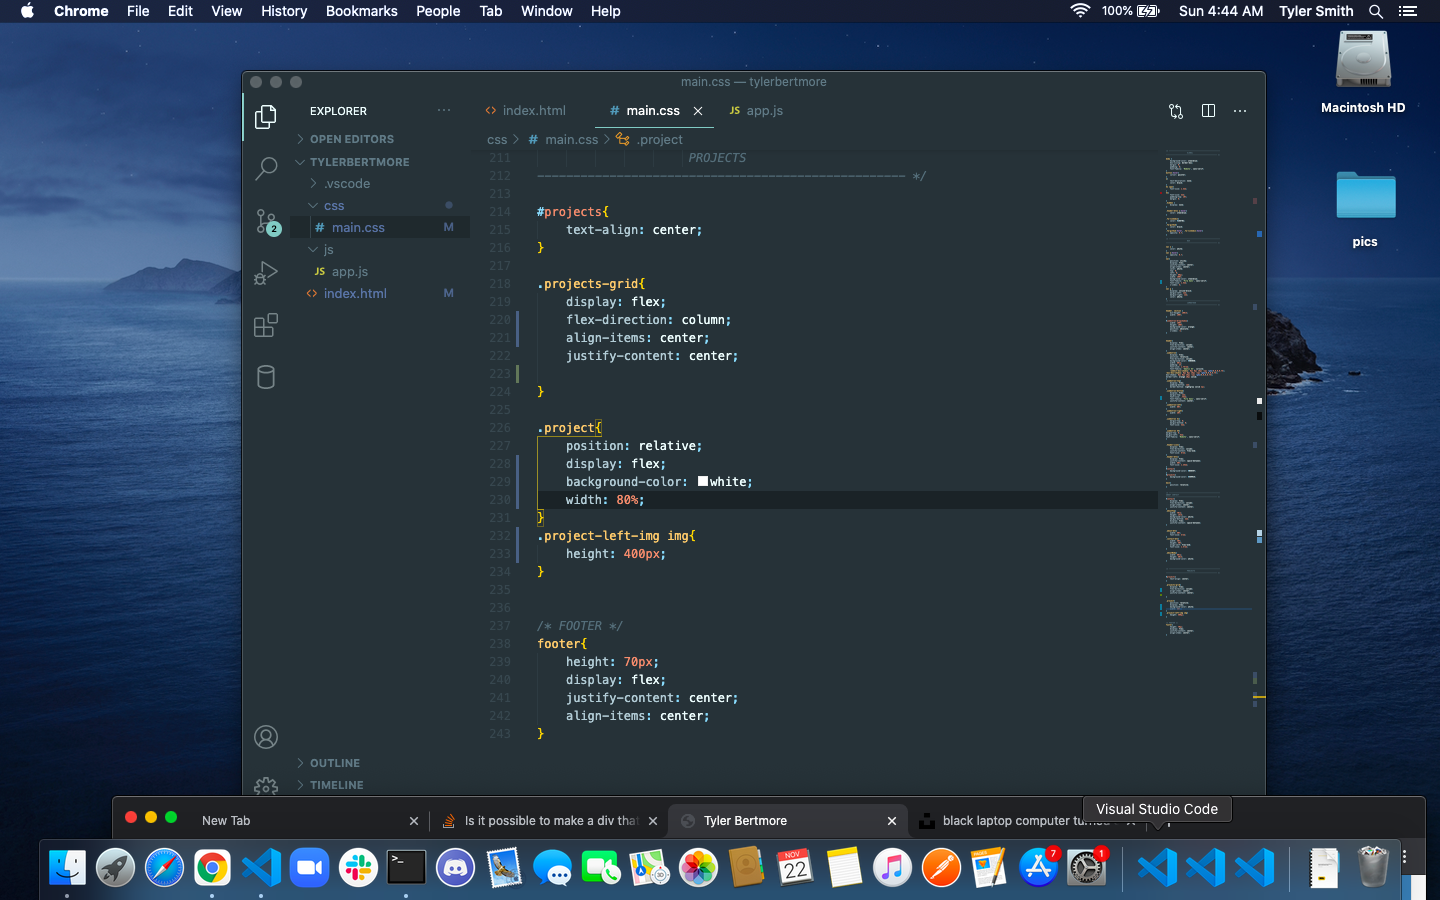 Chrome File Edit View History Bookmarks People Tab Window Help 100% Sun 4:44 AM Tyler Smith
Macintosh HD
pics
main.css — tylerbertmore
EXPLORER
OPEN EDITORS
TYLERBERTMORE
.vscode
css
# main.css M
js
JS app.js
<> index.html M
2
OUTLINE
TIMELINE
<> index.html # main.css JS app.js
css > # main.css > .project
211 PROJECTS
212 --------------------------------------------------- */
213
214 #projects{
215 text-align: center;
216 }
217
218 .projects-grid{
219 display: flex;
220 flex-direction: column;
221 align-items: center;
222 justify-content: center;
223
224 }
225
226 .project{
227 position: relative;
228 display: flex;
229 background-color: white;
230 width: 80%;
231 }
232 .project-left-img img{
233 height: 400px;
234 }
235
236
237 /* FOOTER */
238 footer{
239 height: 70px;
240 display: flex;
241 justify-content: center;
242 align-items: center;
243 }
New Tab
Is it possible to make a div that
Tyler Bertmore
black laptop computer turned
Visual Studio Code
NOV
22
7
1